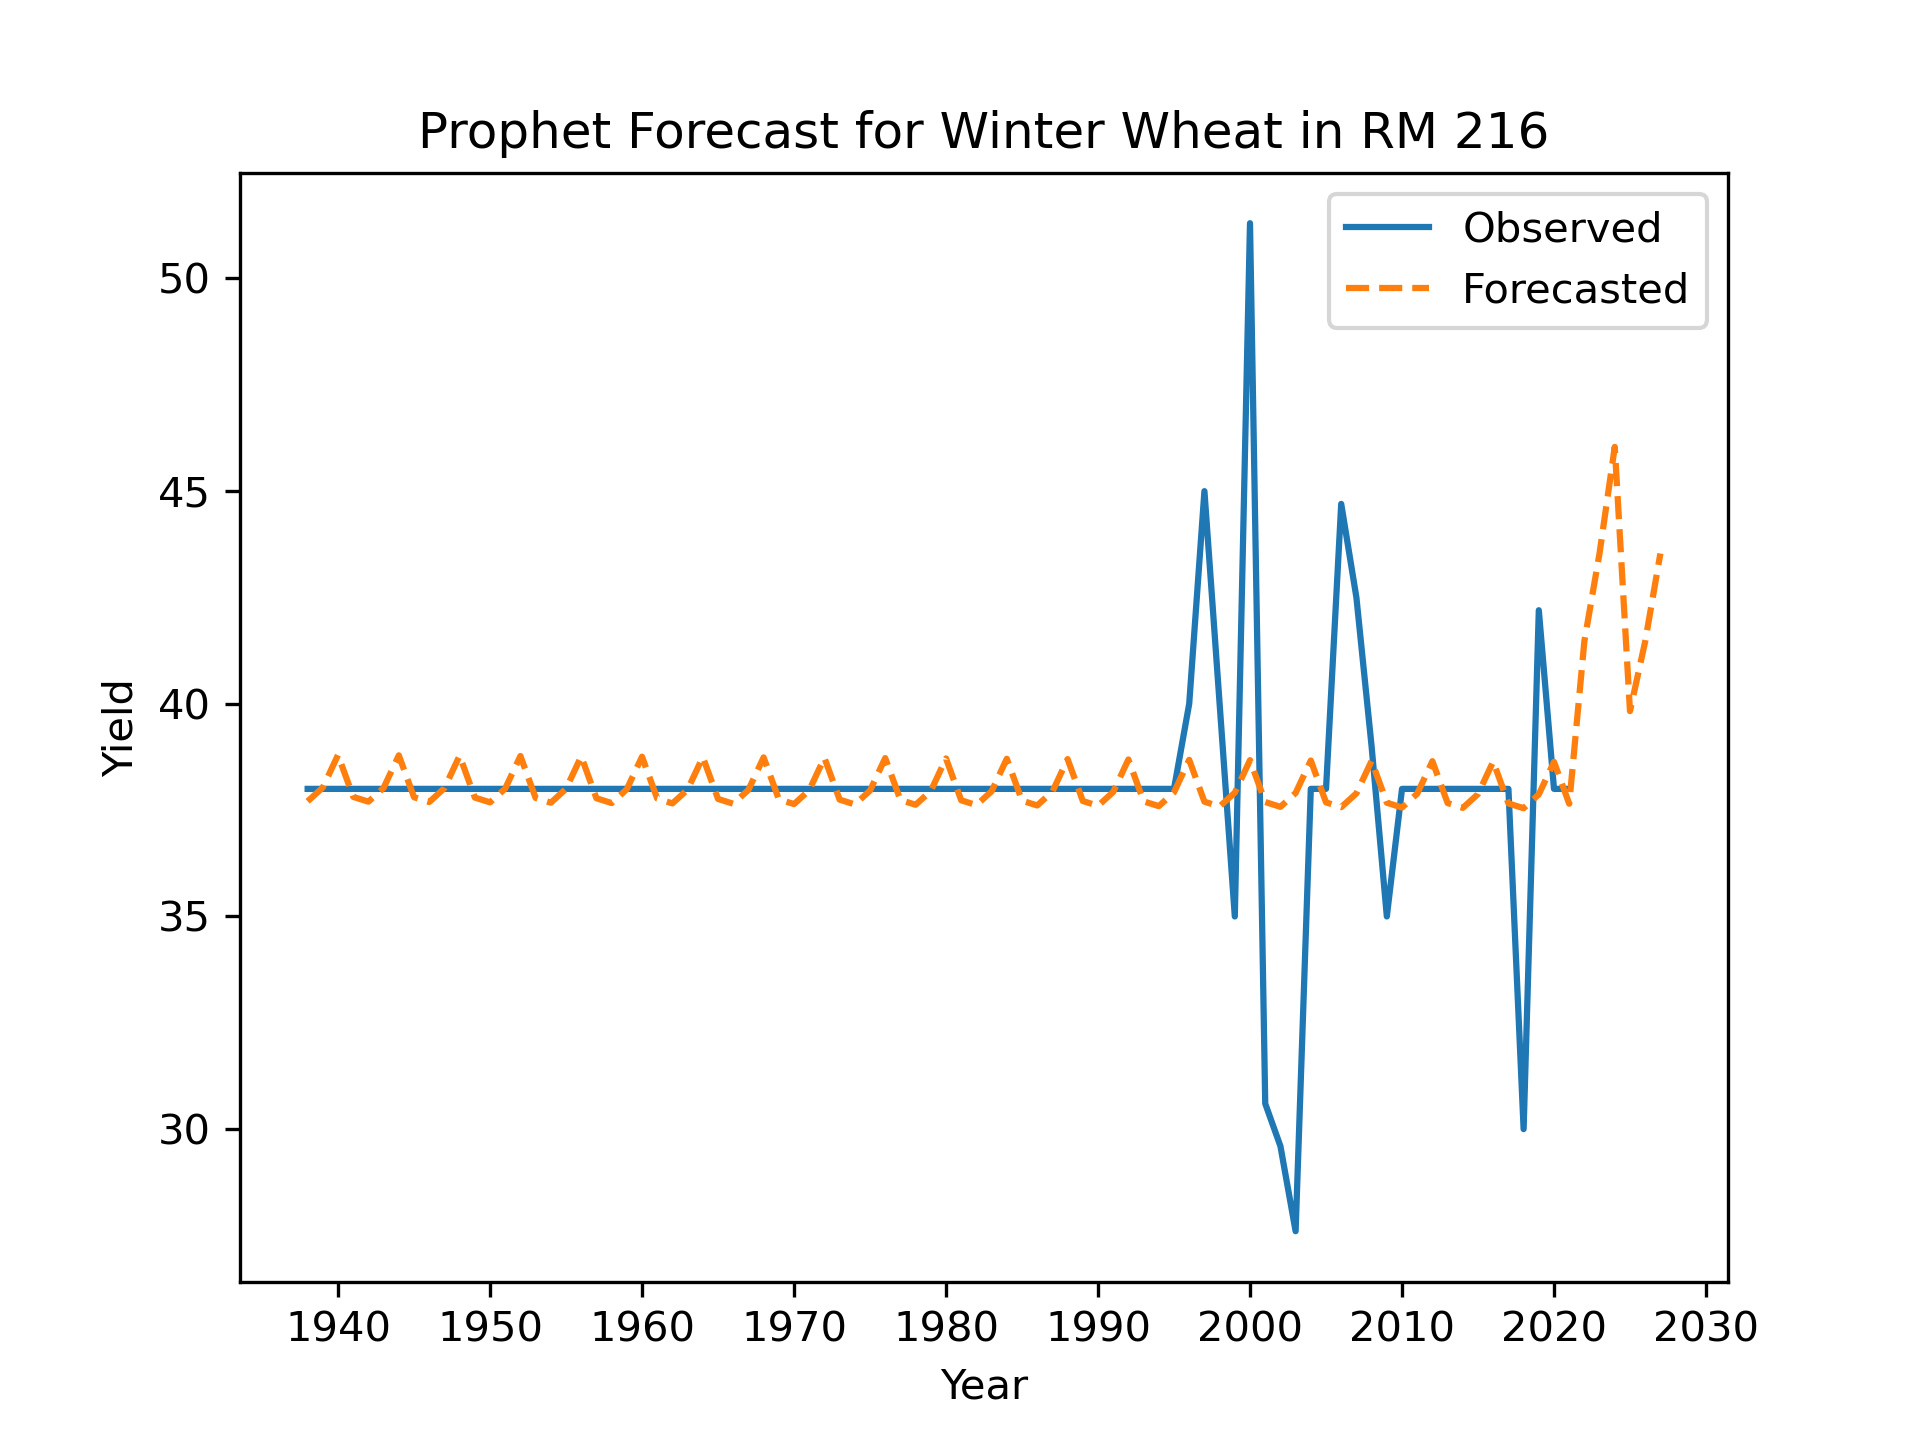 Prophet Forecast for Winter Wheat in RM 216
Observed
Forecasted
50
45
40
35
30
Yield
1940 1950 1960 1970 1980 1990 2000 2010 2020 2030
Year